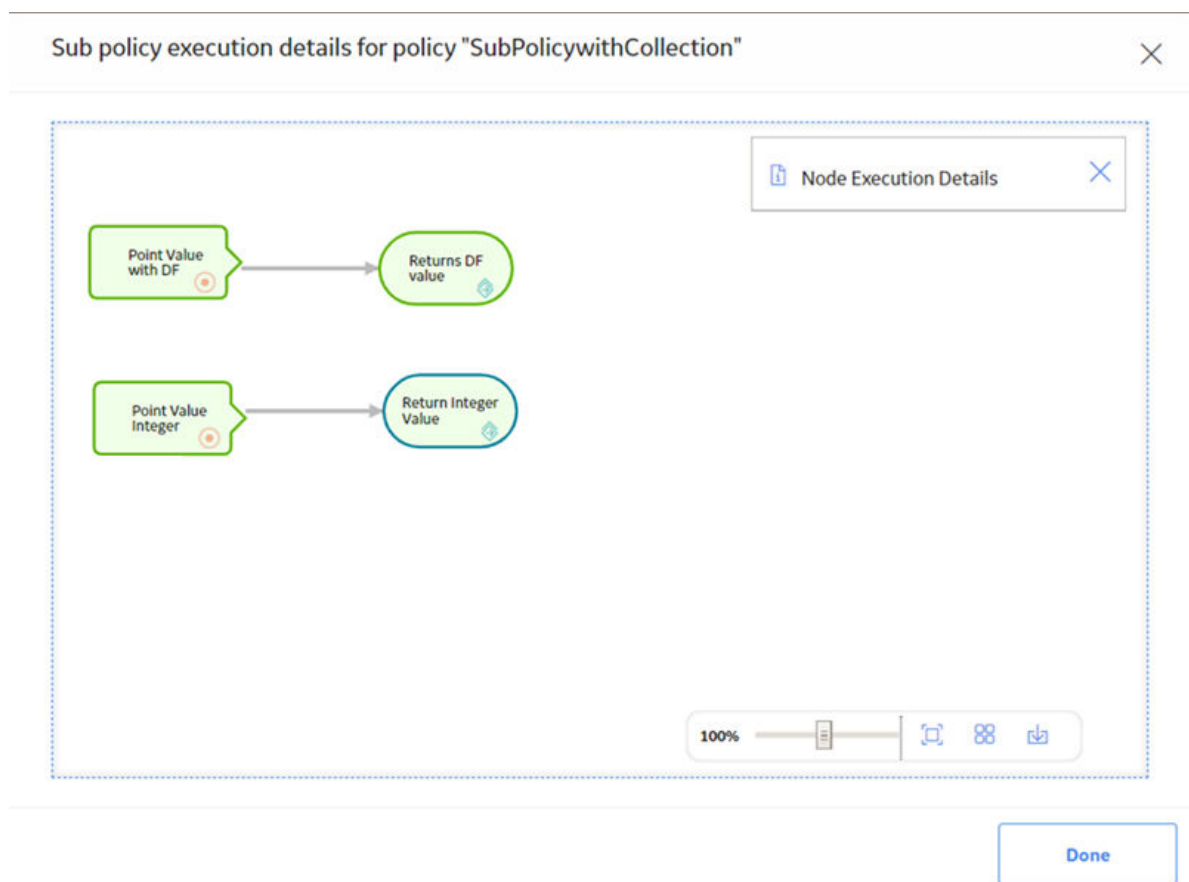 Sub policy execution details for policy "SubPolicywithCollection"
Node Execution Details
Point Value
with DF
Returns DF
value
Point Value
Integer
Return Integer
Value
100%
Done